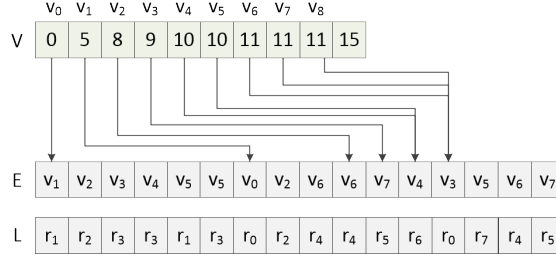 v0 v1 v2 v3 v4 v5 v6 v7 v8
V 0 5 8 9 10 10 11 11 11 15
E v1 v2 v3 v4 v5 v5 v0 v2 v6 v6 v7 v4 v3 v5 v6 v7
L r1 r2 r3 r3 r1 r3 r0 r2 r4 r4 r5 r6 r0 r7 r4 r5